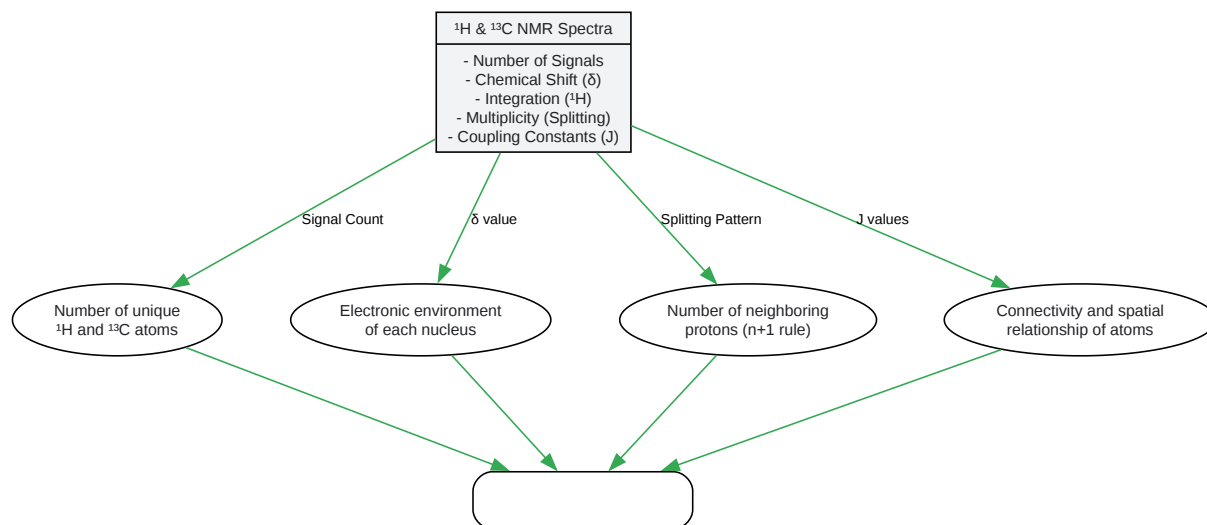 ¹H & ¹³C NMR Spectra
- Number of Signals
- Chemical Shift (δ)
- Integration (¹H)
- Multiplicity (Splitting)
- Coupling Constants (J)
Signal Count
δ value
Splitting Pattern
J values
Number of unique
¹H and ¹³C atoms
Electronic environment
of each nucleus
Number of neighboring
protons (n+1 rule)
Connectivity and spatial
relationship of atoms